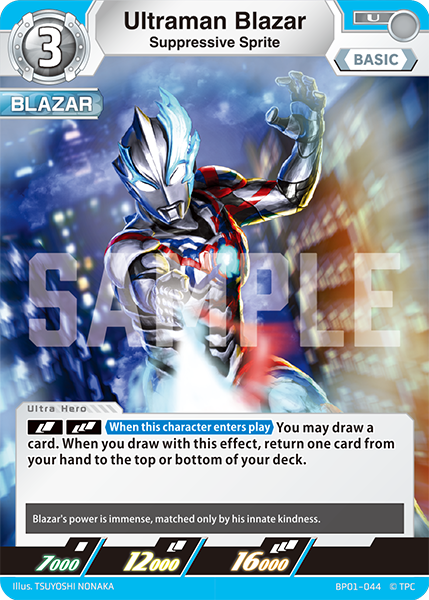 3
Ultraman Blazar
Suppressive Sprite
U
BASIC
BLAZAR
SAMPLE
Ultra Hero
When this character enters play You may draw a
card. When you draw with this effect, return one card from
your hand to the top or bottom of your deck.
Blazar's power is immense, matched only by his innate kindness.
7000
12000
16000
Illus. TSUYOSHI NONAKA
BP01-044 © TPC